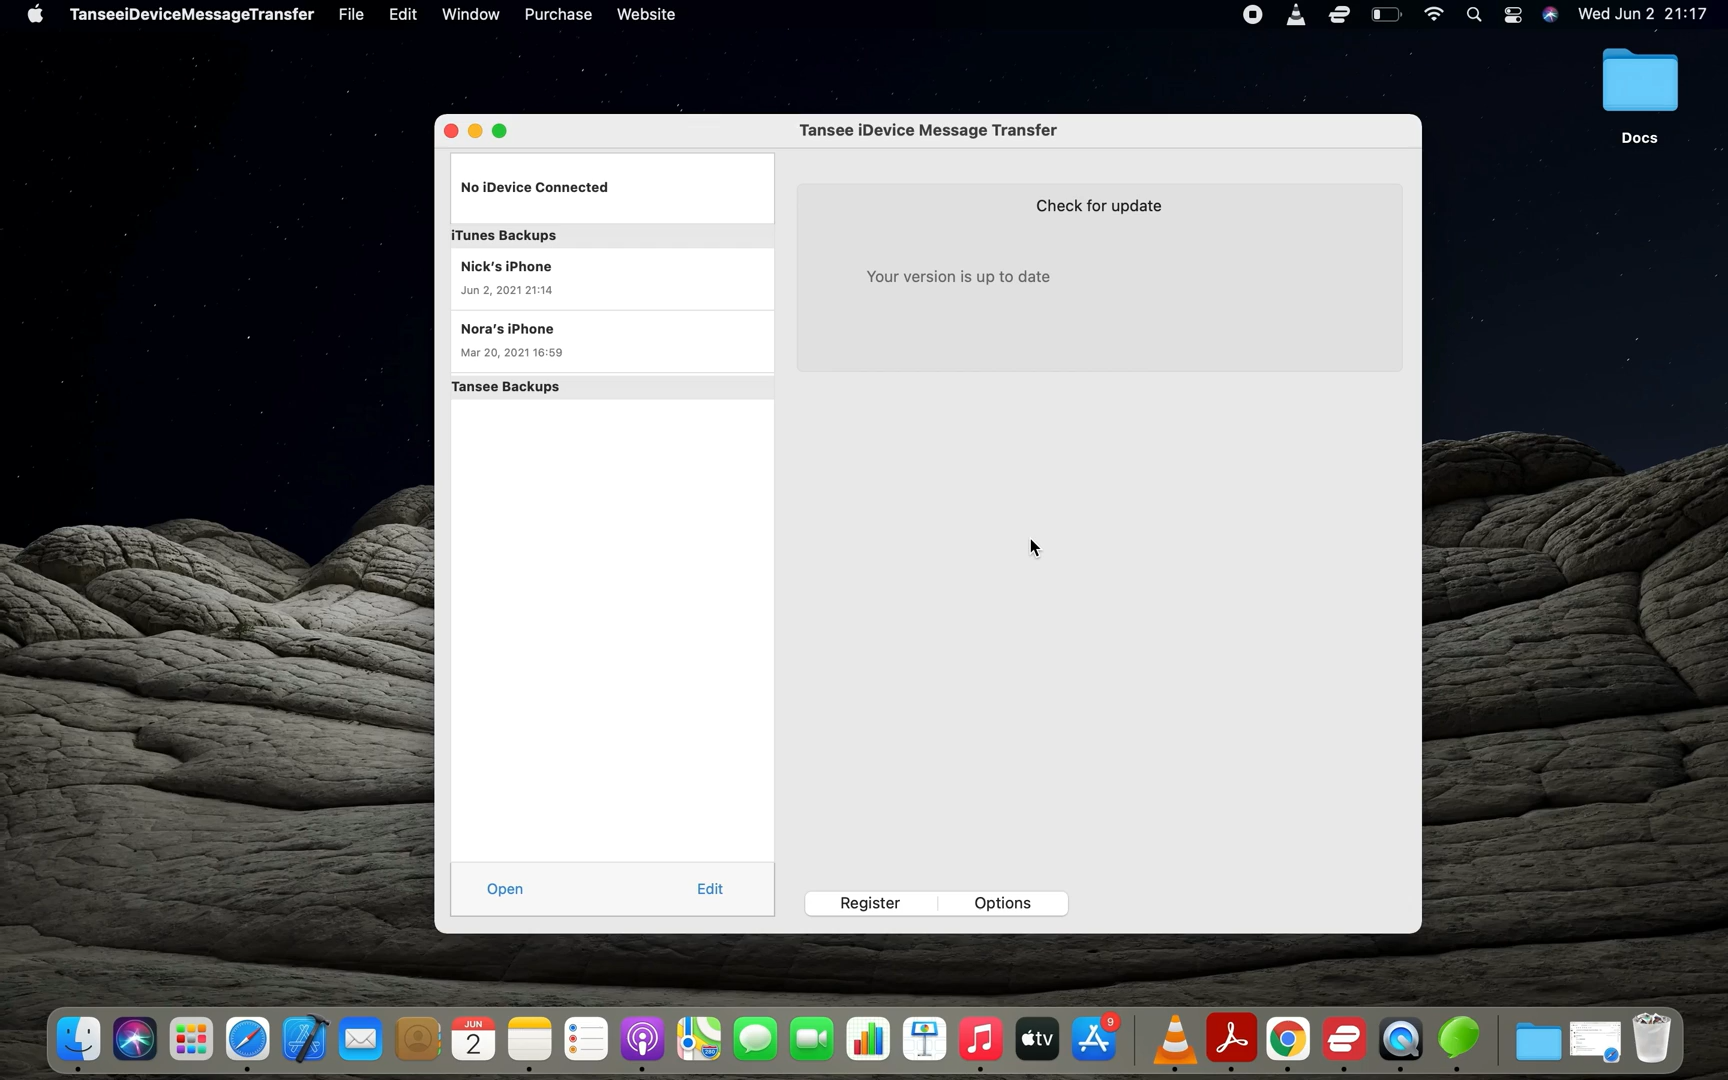 TanseeiDeviceMessageTransfer File Edit Window Purchase Website Wed Jun 2 21:17
Docs
Tansee iDevice Message Transfer
No iDevice Connected
iTunes Backups
Nick's iPhone
Jun 2, 2021 21:14
Nora's iPhone
Mar 20, 2021 16:59
Tansee Backups
Open Edit
Check for update
Your version is up to date
Register Options
JUN
2
280
tv
9